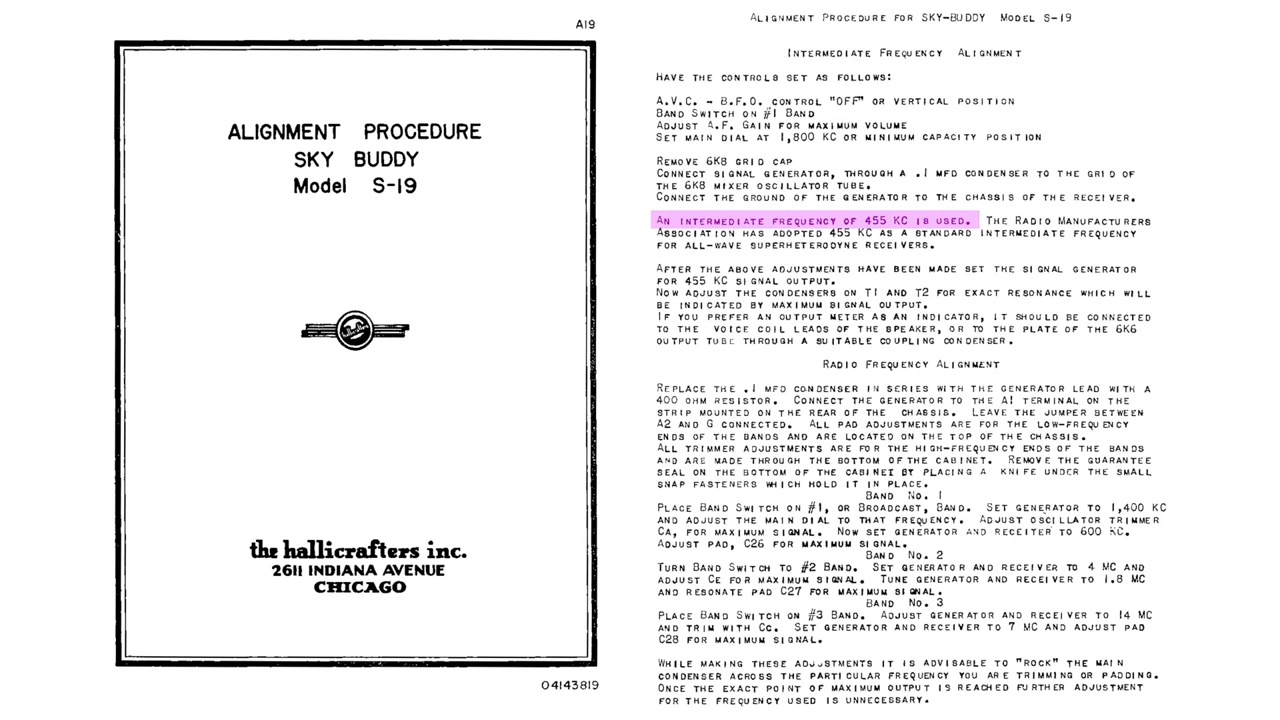 A19
ALIGNMENT PROCEDURE
SKY BUDDY
Model S-19
the hallicrafters inc.
2611 INDIANA AVENUE
CHICAGO
04143819
ALIGNMENT PROCEDURE FOR SKY-BUDDY MODEL S-19
INTERMEDIATE FREQUENCY ALIGNMENT
HAVE THE CONTROLS SET AS FOLLOWS:
A.V.C. - B.F.O. CONTROL "OFF" OR VERTICAL POSITION
BAND SWITCH ON #1 BAND
ADJUST A.F. GAIN FOR MAXIMUM VOLUME
SET MAIN DIAL AT 1,800 KC OR MINIMUM CAPACITY POSITION
REMOVE 6K8 GRID CAP
CONNECT SIGNAL GENERATOR, THROUGH A .1 MFD CONDENSER TO THE GRID OF
THE 6K8 MIXER OSCILLATOR TUBE.
CONNECT THE GROUND OF THE GENERATOR TO THE CHASSIS OF THE RECEIVER.
AN INTERMEDIATE FREQUENCY OF 455 KC IS USED. THE RADIO MANUFACTURERS
ASSOCIATION HAS ADOPTED 455 KC AS A STANDARD INTERMEDIATE FREQUENCY
FOR ALL-WAVE SUPERHETERODYNE RECEIVERS.
AFTER THE ABOVE ADJUSTMENTS HAVE BEEN MADE SET THE SIGNAL GENERATOR
FOR 455 KC SIGNAL OUTPUT.
NOW ADJUST THE CONDENSERS ON T1 AND T2 FOR EXACT RESONANCE WHICH WILL
BE INDICATED BY MAXIMUM SIGNAL OUTPUT.
IF YOU PREFER AN OUTPUT METER AS AN INDICATOR, IT SHOULD BE CONNECTED
TO THE VOICE COIL LEADS OF THE SPEAKER, OR TO THE PLATE OF THE 6K6
OUTPUT TUBE THROUGH A SUITABLE COUPLING CONDENSER.
RADIO FREQUENCY ALIGNMENT
REPLACE THE .1 MFD CONDENSER IN SERIES WITH THE GENERATOR LEAD WITH A
400 OHM RESISTOR. CONNECT THE GENERATOR TO THE A1 TERMINAL ON THE
STRIP MOUNTED ON THE REAR OF THE CHASSIS. LEAVE THE JUMPER BETWEEN
A2 AND G CONNECTED. ALL PAD ADJUSTMENTS ARE FOR THE LOW-FREQUENCY
ENDS OF THE BANDS AND ARE LOCATED ON THE TOP OF THE CHASSIS.
ALL TRIMMER ADJUSTMENTS ARE FOR THE HIGH-FREQUENCY ENDS OF THE BANDS
AND ARE MADE THROUGH THE BOTTOM OF THE CABINET. REMOVE THE GUARANTEE
SEAL ON THE BOTTOM OF THE CABINET BY PLACING A KNIFE UNDER THE SMALL
SNAP FASTENERS WHICH HOLD IT IN PLACE.
BAND NO. 1
PLACE BAND SWITCH ON #1, OR BROADCAST, BAND. SET GENERATOR TO 1,400 KC
AND ADJUST THE MAIN DIAL TO THAT FREQUENCY. ADJUST OSCILLATOR TRIMMER
CA, FOR MAXIMUM SIGNAL. NOW SET GENERATOR AND RECEITER TO 600 KC.
ADJUST PAD, C26 FOR MAXIMUM SIGNAL.
BAND NO. 2
TURN BAND SWITCH TO #2 BAND. SET GENERATOR AND RECEIVER TO 4 MC AND
ADJUST CE FOR MAXIMUM SIGNAL. TUNE GENERATOR AND RECEIVER TO 1.8 MC
AND RESONATE PAD C27 FOR MAXIMUM SIGNAL.
BAND NO. 3
PLACE BAND SWITCH ON #3 BAND. ADJUST GENERATOR AND RECEIVER TO 14 MC
AND TRIM WITH CC. SET GENERATOR AND RECEIVER TO 7 MC AND ADJUST PAD
C28 FOR MAXIMUM SIGNAL.
WHILE MAKING THESE ADJUSTMENTS IT IS ADVISABLE TO "ROCK" THE MAIN
CONDENSER ACROSS THE PARTICULAR FREQUENCY YOU ARE TRIMMING OR PADDING.
ONCE THE EXACT POINT OF MAXIMUM OUTPUT IS REACHED FURTHER ADJUSTMENT
FOR THE FREQUENCY USED IS UNNECESSARY.